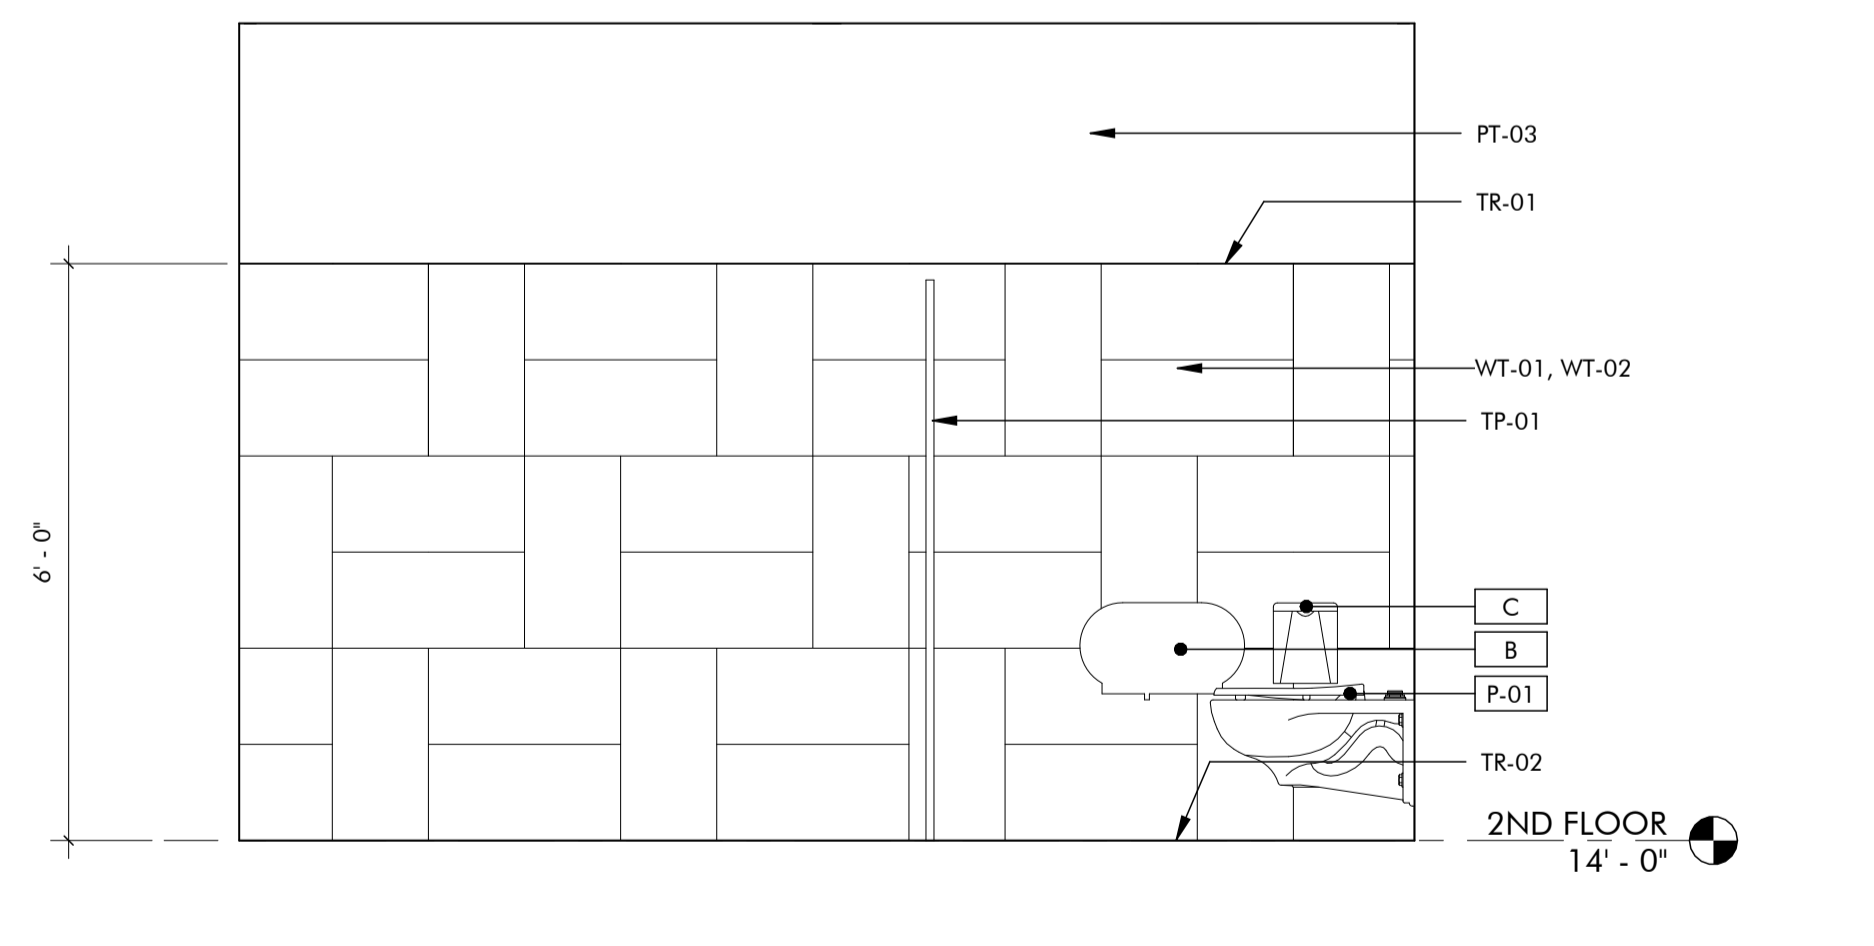 PT-03
TR-01
WT-01, WT-02
TP-01
6' - 0"
C
B
P-01
TR-02
2ND FLOOR
14' - 0"